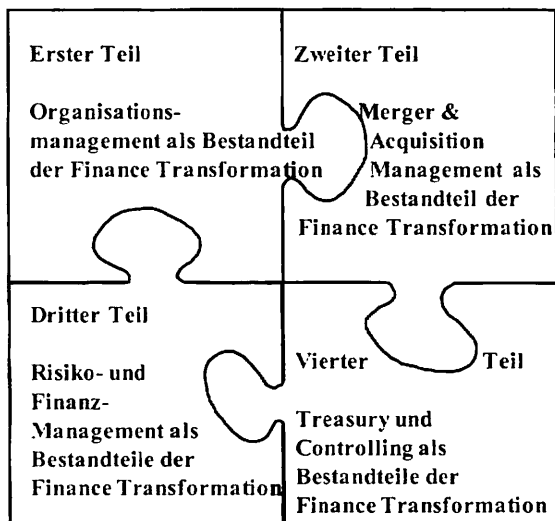 Erster Teil
Organisations-
management als Bestandteil
der Finance Transformation
Zweiter Teil
Merger &
Acquisition
Management als
Bestandteil der
Finance Transformation
Dritter Teil
Risiko- und
Finanz-
Management als
Bestandteile der
Finance Transformation
Vierter Teil
Treasury und
Controlling als
Bestandteile der
Finance Transformation